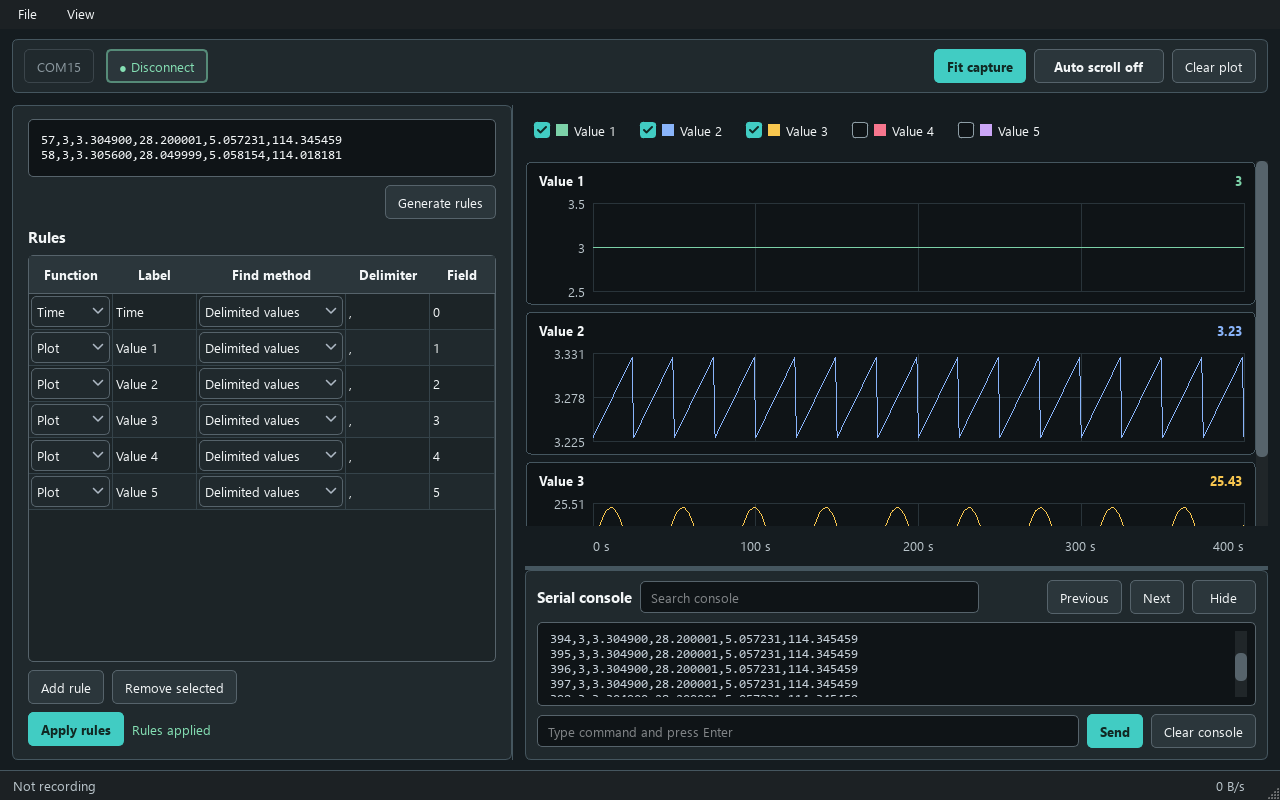 File View
COM15 ● Disconnect Fit capture Auto scroll off Clear plot
57,3,3.304900,28.200001,5.057231,114.345459
58,3,3.305600,28.049999,5.058154,114.018181
Generate rules
Rules
Function Label Find method Delimiter Field
Time Time Delimited values , 0
Plot Value 1 Delimited values , 1
Plot Value 2 Delimited values , 2
Plot Value 3 Delimited values , 3
Plot Value 4 Delimited values , 4
Plot Value 5 Delimited values , 5
Add rule Remove selected
Apply rules Rules applied
Value 1 Value 2 Value 3 Value 4 Value 5
Value 1 3
3.5
3
2.5
Value 2 3.23
3.331
3.278
3.225
Value 3 25.43
25.51
0 s 100 s 200 s 300 s 400 s
Serial console Search console Previous Next Hide
394,3,3.304900,28.200001,5.057231,114.345459
395,3,3.304900,28.200001,5.057231,114.345459
396,3,3.304900,28.200001,5.057231,114.345459
397,3,3.304900,28.200001,5.057231,114.345459
Type command and press Enter Send Clear console
Not recording 0 B/s